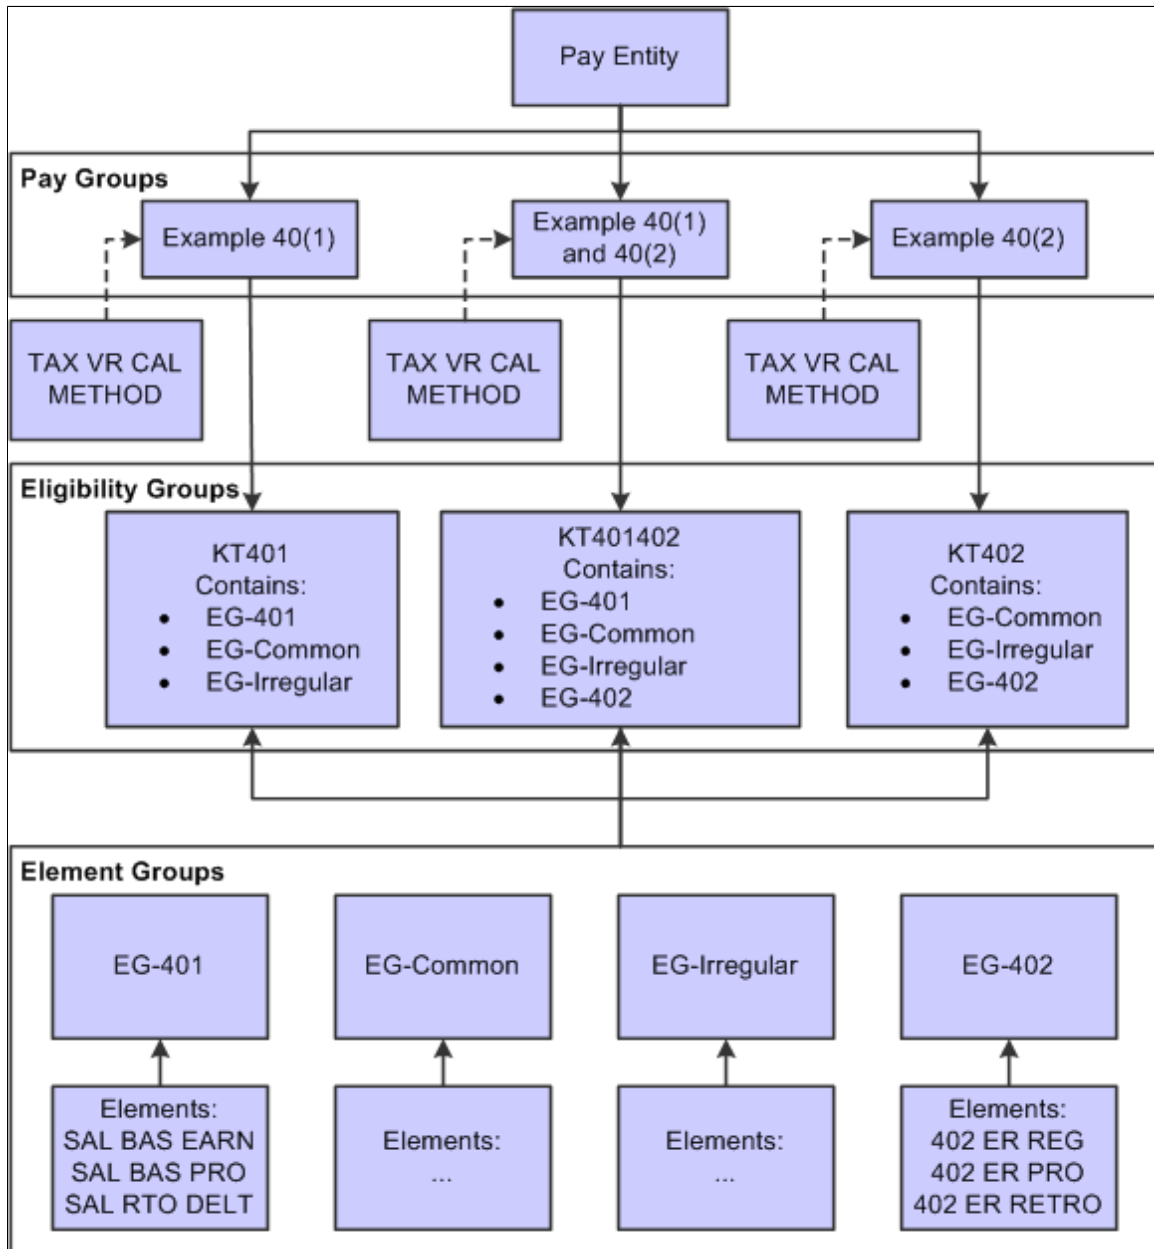 Pay Entity
Pay Groups
Example 40(1)
Example 40(1)
and 40(2)
Example 40(2)
TAX VR CAL
METHOD
TAX VR CAL
METHOD
TAX VR CAL
METHOD
Eligibility Groups
KT401
Contains:
• EG-401
• EG-Common
• EG-Irregular
KT401402
Contains:
• EG-401
• EG-Common
• EG-Irregular
• EG-402
KT402
Contains:
• EG-Common
• EG-Irregular
• EG-402
Element Groups
EG-401
EG-Common
EG-Irregular
EG-402
Elements:
SAL BAS EARN
SAL BAS PRO
SAL RTO DELT
Elements:
...
Elements:
...
Elements:
402 ER REG
402 ER PRO
402 ER RETRO